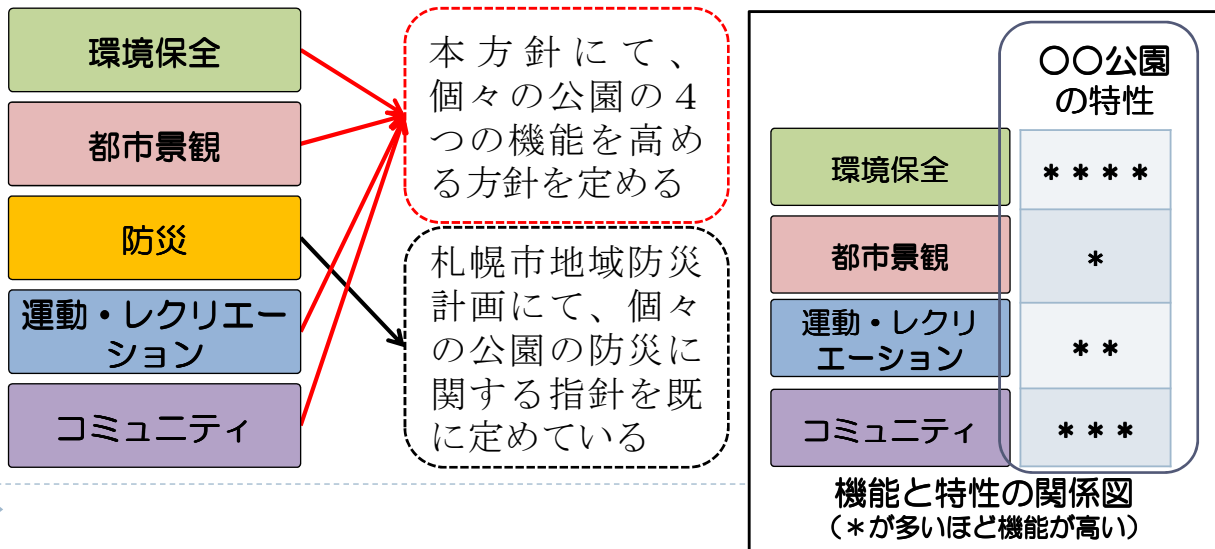 環境保全
都市景観
防災
運動・レクリエー
ション
コミュニティ
本方針にて、
個々の公園の４
つの機能を高め
る方針を定める
札幌市地域防災
計画にて、個々
の公園の防災に
関する指針を既
に定めている
〇〇公園
の特性
環境保全
＊＊＊＊
都市景観
＊
運動・レクリ
エーション
＊＊
コミュニティ
＊＊＊
機能と特性の関係図
（＊が多いほど機能が高い）